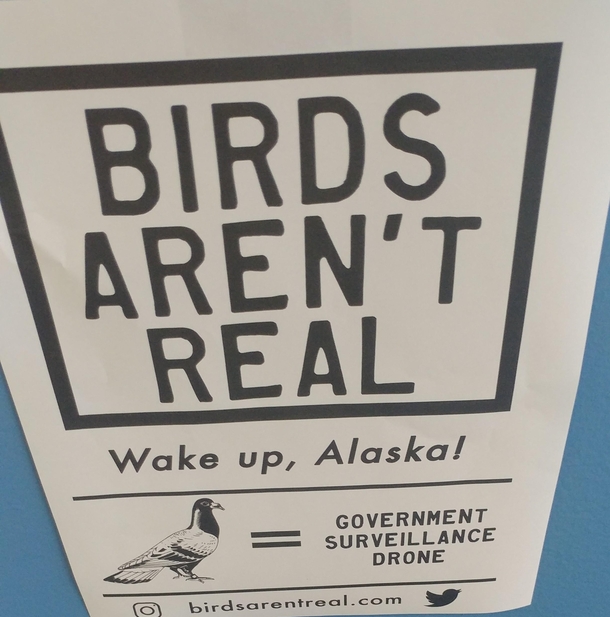 BIRDS
AREN'T
REAL
Wake up, Alaska!
= GOVERNMENT
SURVEILLANCE
DRONE
birdsarentreal.com